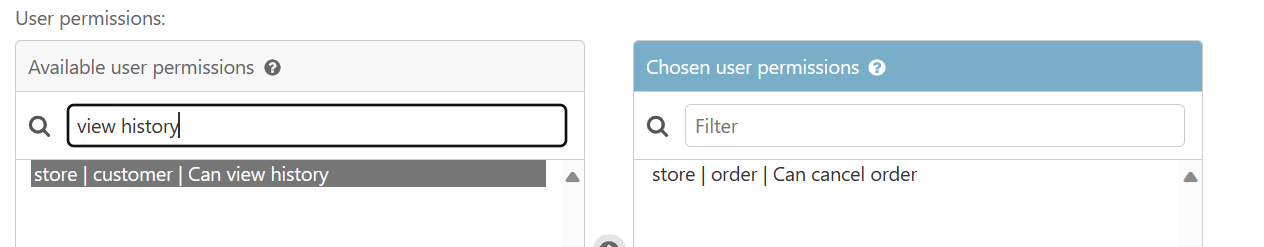 User permissions:
Available user permissions ?
Chosen user permissions ?
view history
Filter
store | customer | Can view history
store | order | Can cancel order